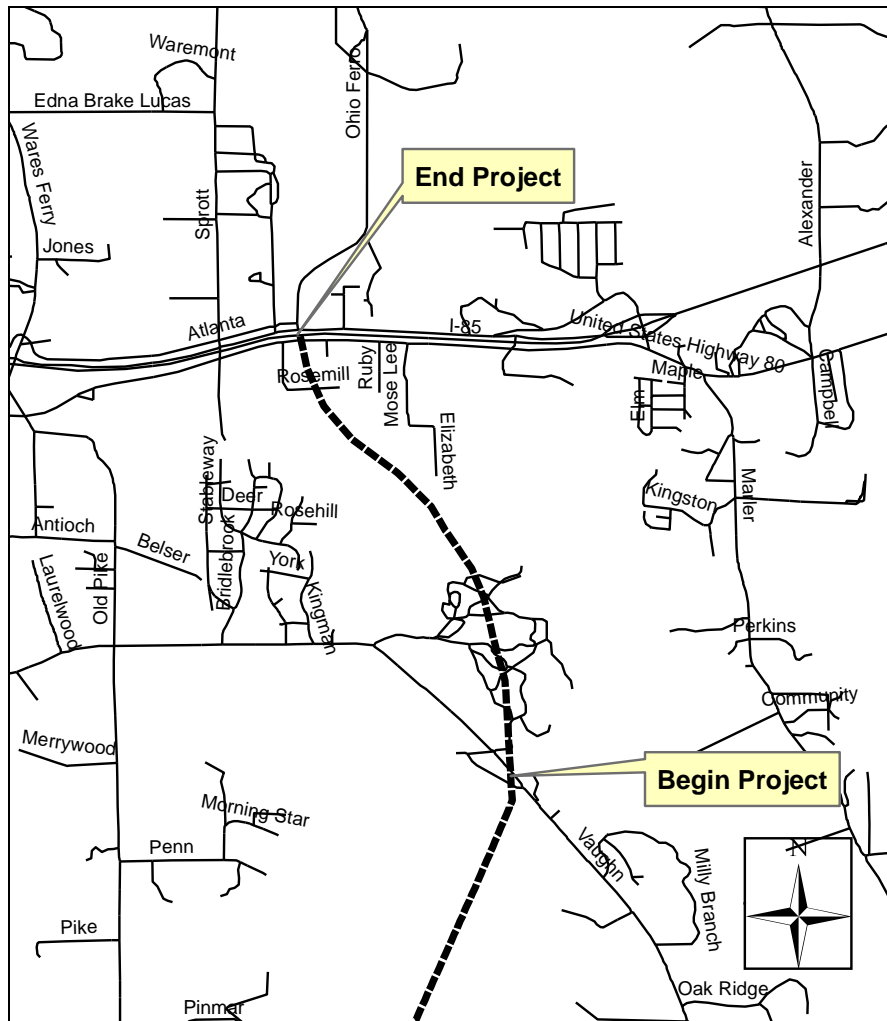 Waremont
Edna Brake Lucas
Ohio Ferro
Wares Ferry
End Project
Sprott
Alexander
Jones
Atlanta
I-85
United States Highway 80
Rosemill
Ruby
Mose Lee
Maple
Elm
Campbell
Elizabeth
Stableway
Deer
Rosehill
Kingston
Marler
Antioch
Belser
Old Pike
Laurelwood
Bridlebrook
York
Kingman
Perkins
Community
Merrywood
Begin Project
Morning Star
Penn
Vaughn
Milly Branch
N
Pike
Pinmar
Oak Ridge